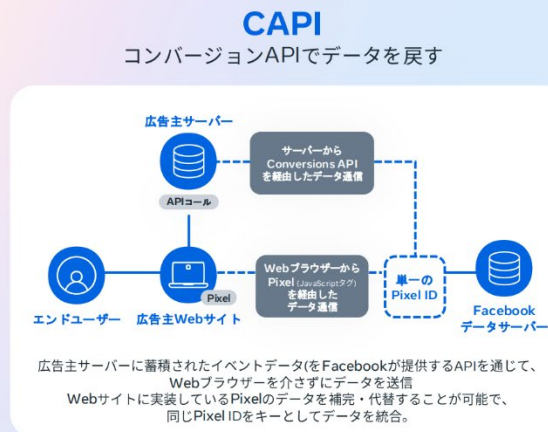 CAPI
コンバージョンAPIでデータを戻す
広告主サーバー
サーバーから
Conversions API
を経由したデータ通信
APIコール
Webブラウザーから
Pixel (JavaScriptタグ)
を経由した
データ通信
単一の
Pixel ID
Pixel
エンドユーザー
広告主Webサイト
Facebook
データサーバー
広告主サーバーに蓄積されたイベントデータ(をFacebookが提供するAPIを通じて、
Webブラウザーを介さずにデータを送信
Webサイトに実装しているPixelのデータを補完・代替することが可能で、
同じPixel IDをキーとしてデータを統合。